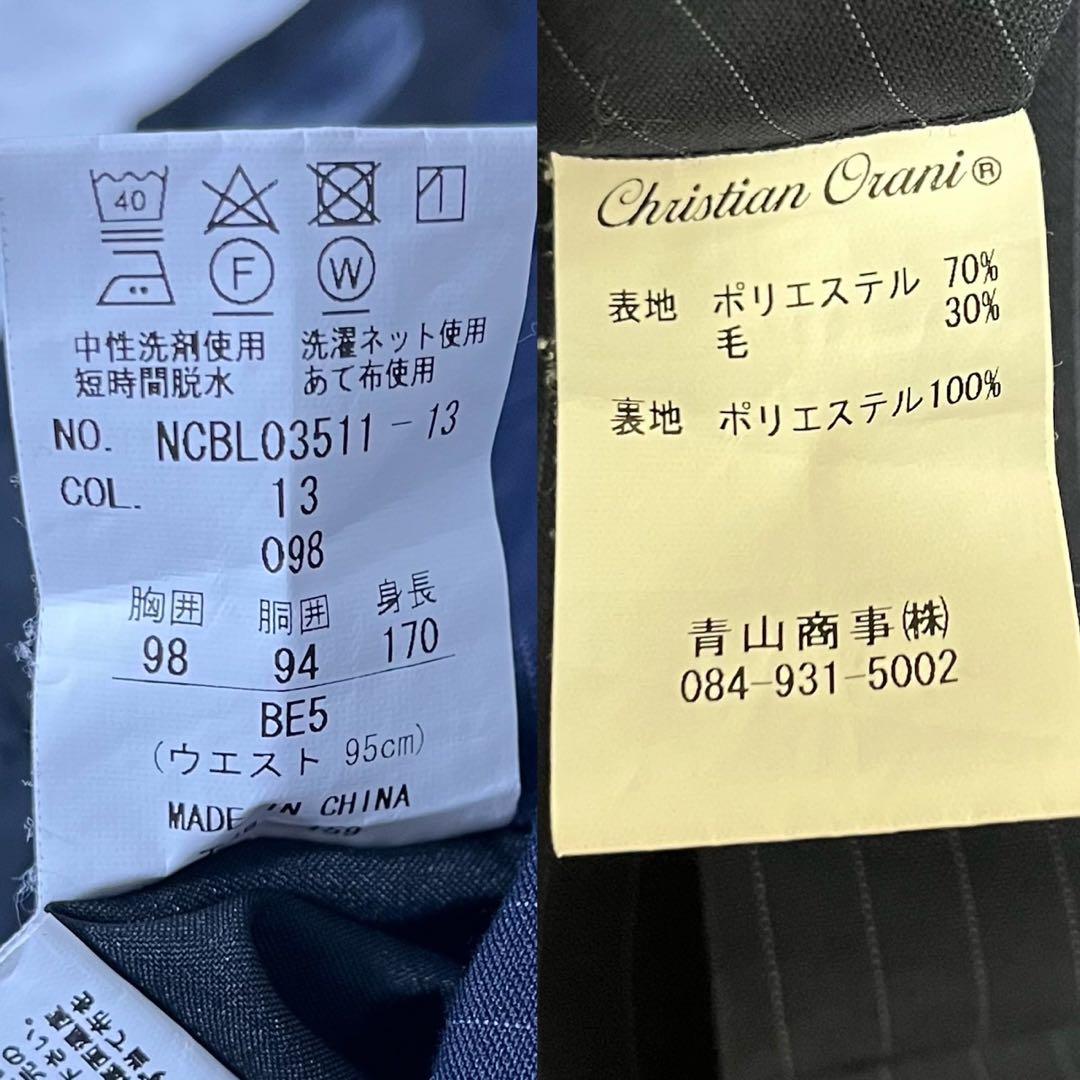 40
F
W
中性洗剤使用 洗濯ネット使用
短時間脱水 あて布使用
NO. NCBL03511-13
COL. 13
098
胸囲 胴囲 身長
98 94 170
BE5
(ウエスト 95cm)
MADE IN CHINA
Christian Orani®
表地 ポリエステル 70%
毛 30%
裏地 ポリエステル100%
青山商事㈱
084-931-5002